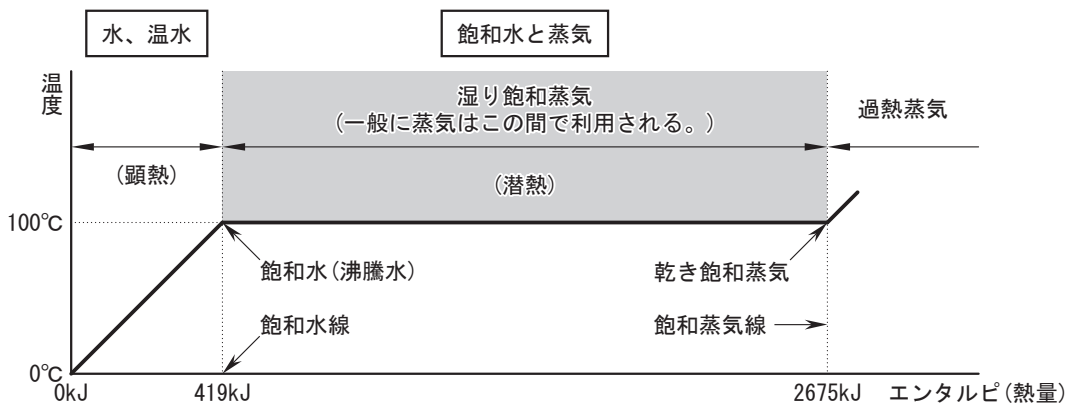 水、温水
飽和水と蒸気
温度
湿り飽和蒸気
(一般に蒸気はこの間で利用される。)
過熱蒸気
(顕熱)
(潜熱)
100℃
飽和水(沸騰水)
乾き飽和蒸気
飽和水線
飽和蒸気線
0℃
0kJ
419kJ
2675kJ
エンタルピ(熱量)